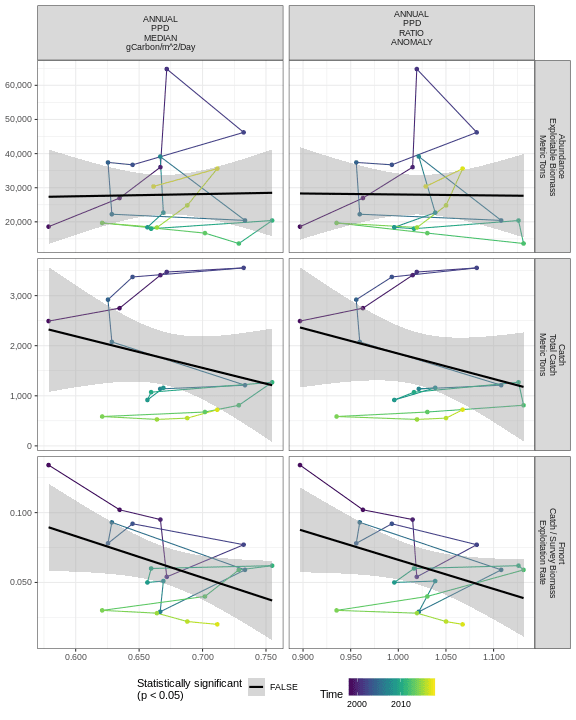 ANNUAL
PPD
MEDIAN
gCarbon/m^2/Day
ANNUAL
PPD
RATIO
ANOMALY
60,000
50,000
40,000
30,000
20,000
Abundance
Exploitable Biomass
Metric Tons
3,000
2,000
1,000
0
Catch
Total Catch
Metric Tons
0.100
0.050
Fmort
Catch / Survey Biomass
Exploitation Rate
0.600
0.650
0.700
0.750
0.900
0.950
1.000
1.050
1.100
Statistically significant
(p < 0.05)
FALSE
Time
2000
2010